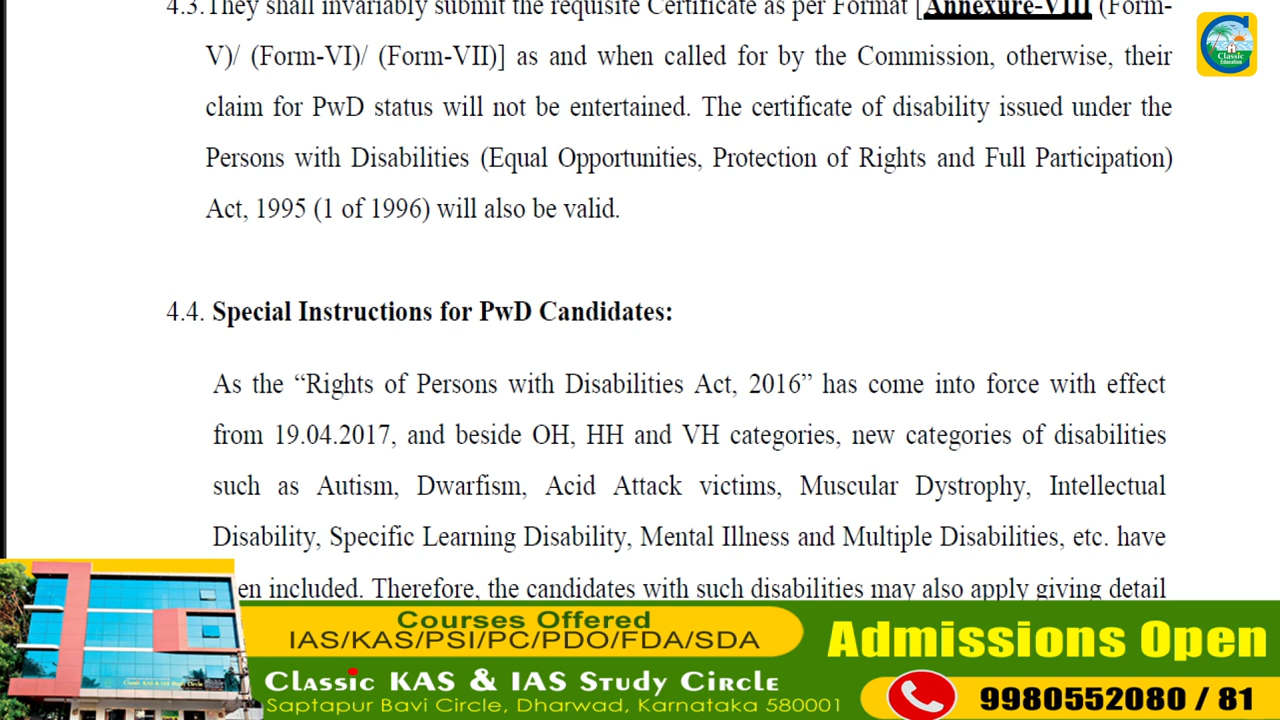 4.3.They shall invariably submit the requisite Certificate as per Format [Annexure-VIII (Form-
V)/ (Form-VI)/ (Form-VII)] as and when called for by the Commission, otherwise, their
claim for PwD status will not be entertained. The certificate of disability issued under the
Persons with Disabilities (Equal Opportunities, Protection of Rights and Full Participation)
Act, 1995 (1 of 1996) will also be valid.
Classic
Education
4.4. Special Instructions for PwD Candidates:
As the “Rights of Persons with Disabilities Act, 2016” has come into force with effect
from 19.04.2017, and beside OH, HH and VH categories, new categories of disabilities
such as Autism, Dwarfism, Acid Attack victims, Muscular Dystrophy, Intellectual
Disability, Specific Learning Disability, Mental Illness and Multiple Disabilities, etc. have
en included. Therefore, the candidates with such disabilities may also apply giving detail
Courses Offered
IAS/KAS/PSI/PC/PDO/FDA/SDA
Classic KAS & IAS Study Circle
Saptapur Bavi Circle, Dharwad, Karnataka 580001
Admissions Open
9980552080 / 81